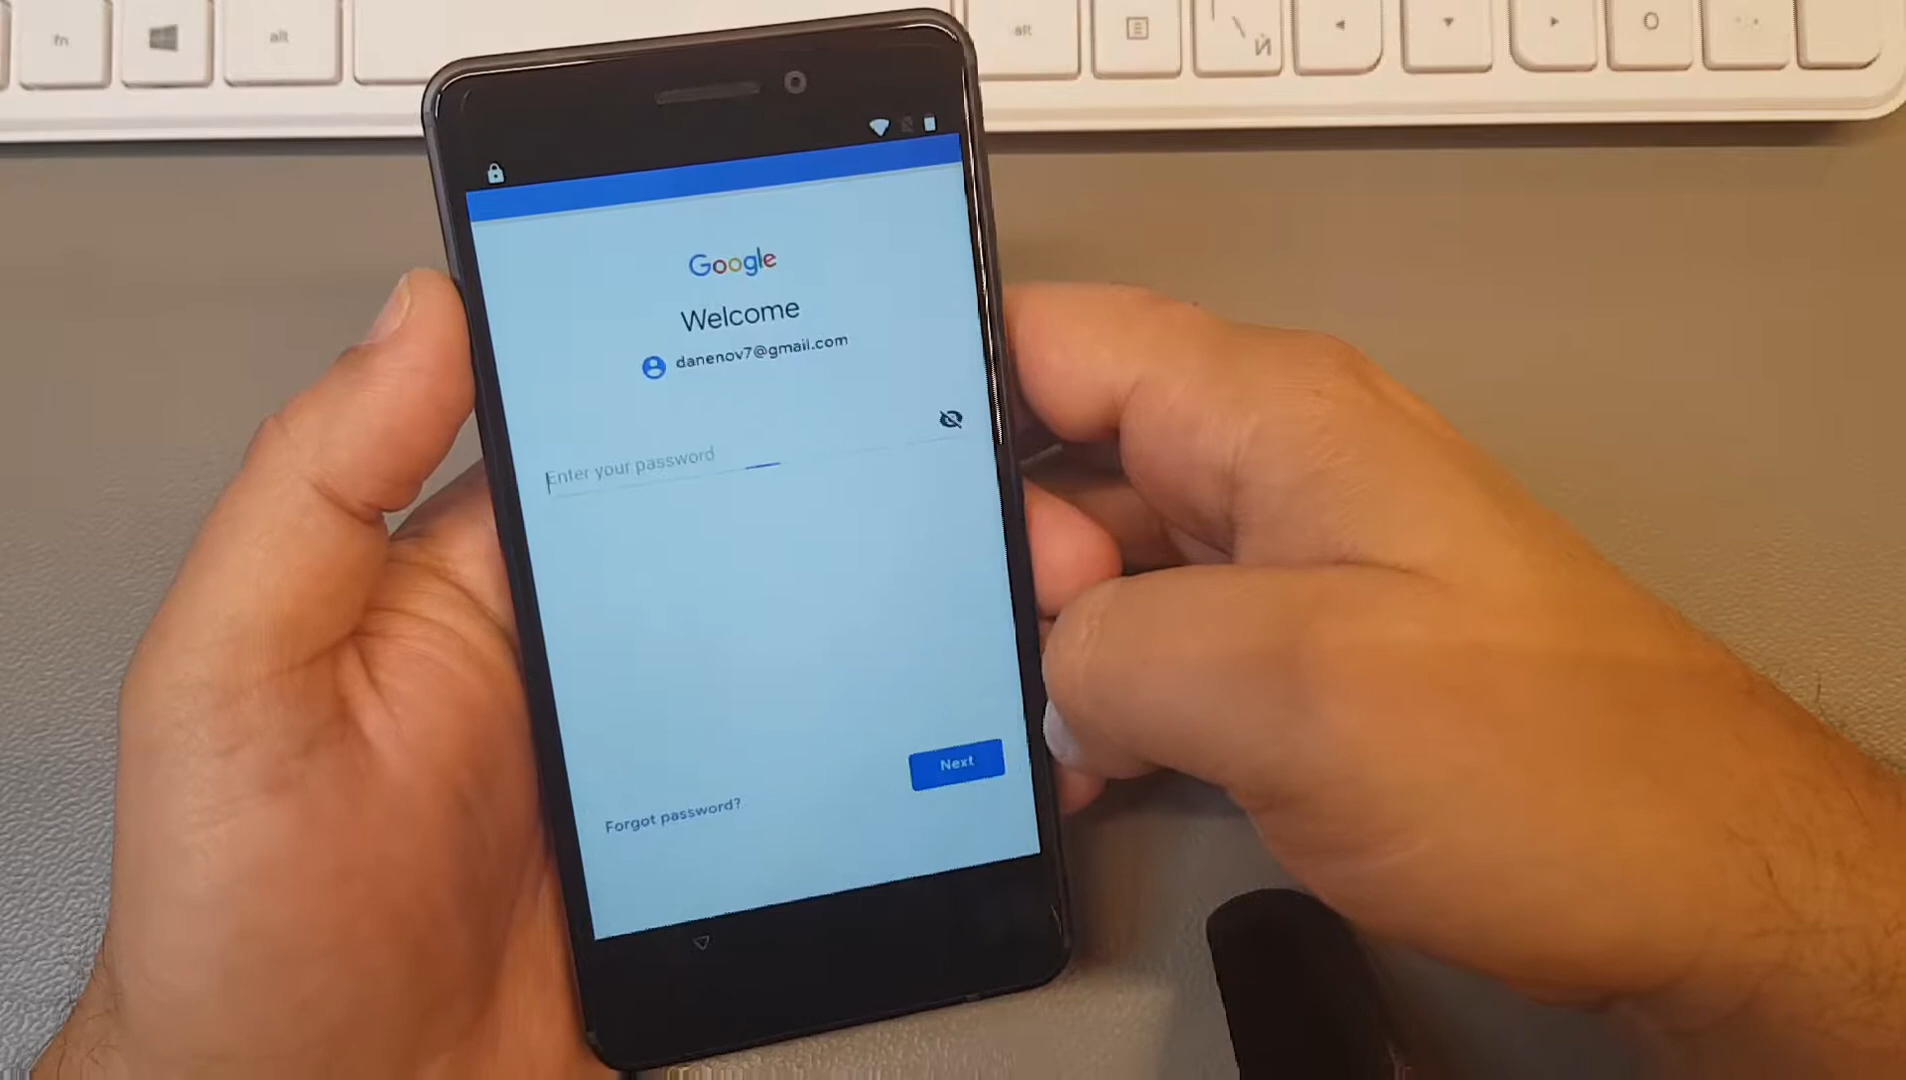 fn
alt
alt
\
Й
Google
Welcome
danenov7@gmail.com
Enter your password
Next
Forgot password?